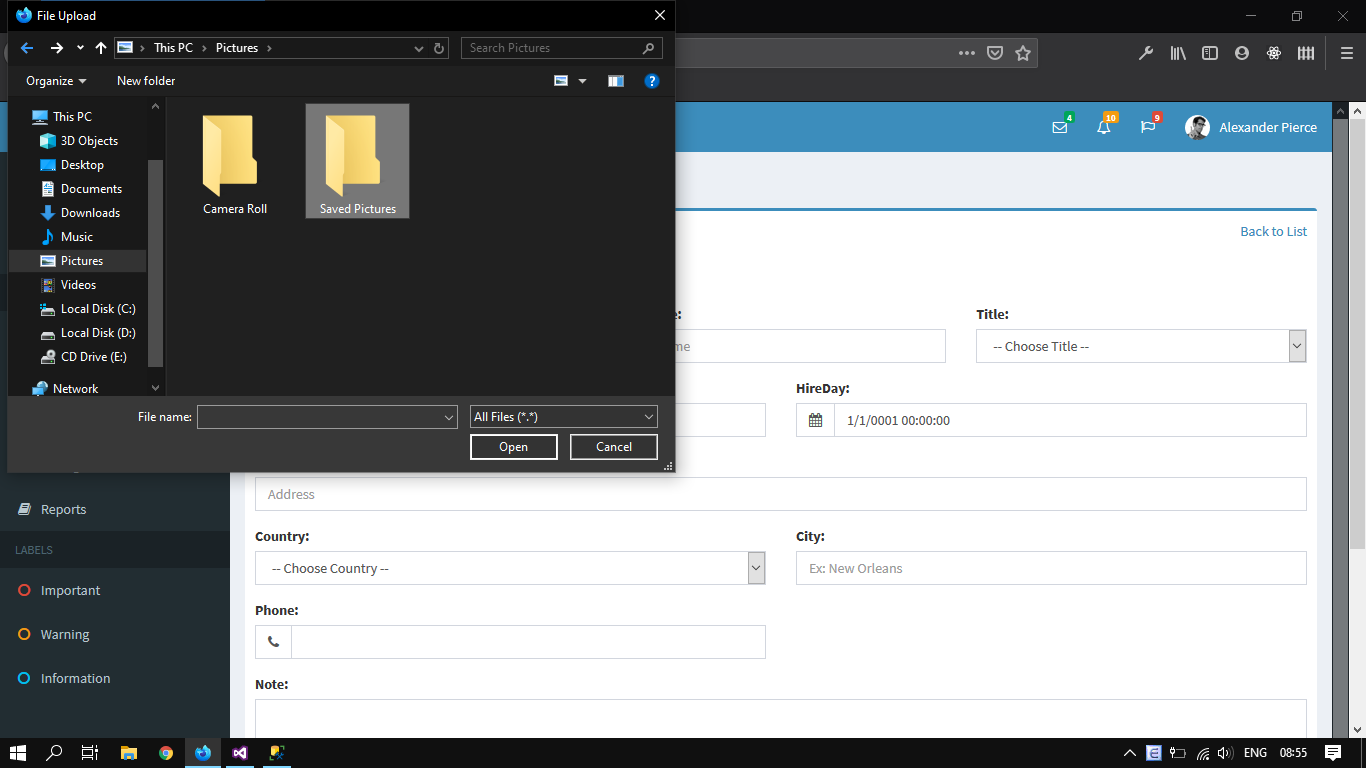 File Upload
This PC
Pictures
Search Pictures
Organize
New folder
This PC
3D Objects
Desktop
Documents
Downloads
Music
Pictures
Videos
Local Disk (C:)
Local Disk (D:)
CD Drive (E:)
Network
Camera Roll
Saved Pictures
File name:
All Files (*.*)
Open
Cancel
4
10
9
Alexander Pierce
Back to List
Title:
-- Choose Title --
HireDay:
1/1/0001 00:00:00
Address
Country:
City:
-- Choose Country --
Ex: New Orleans
Phone:
Note:
Reports
LABELS
Important
Warning
Information
ENG
08:55